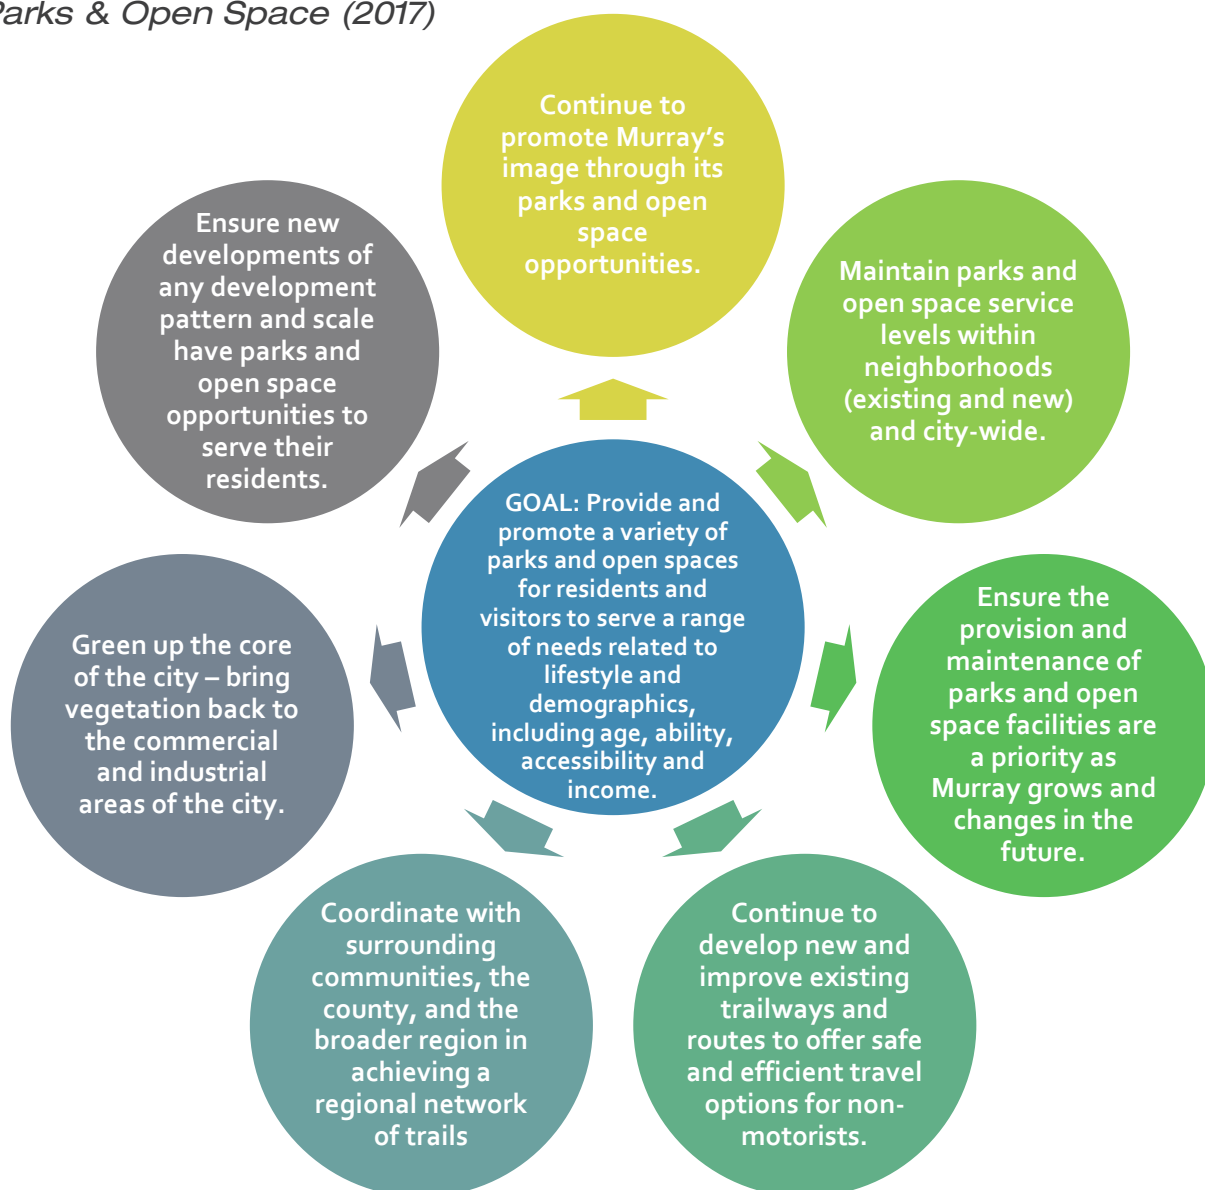 Parks & Open Space (2017)
Continue to
promote Murray’s
image through its
parks and open
space
opportunities.
Maintain parks and
open space service
levels within
neighborhoods
(existing and new)
and city-wide.
Ensure the
provision and
maintenance of
parks and open
space facilities are
a priority as
Murray grows and
changes in the
future.
Continue to
develop new and
improve existing
trailways and
routes to offer safe
and efficient travel
options for non-
motorists.
Coordinate with
surrounding
communities, the
county, and the
broader region in
achieving a
regional network
of trails
Green up the core
of the city – bring
vegetation back to
the commercial
and industrial
areas of the city.
Ensure new
developments of
any development
pattern and scale
have parks and
open space
opportunities to
serve their
residents.
GOAL: Provide and
promote a variety of
parks and open spaces
for residents and
visitors to serve a range
of needs related to
lifestyle and
demographics,
including age, ability,
accessibility and
income.